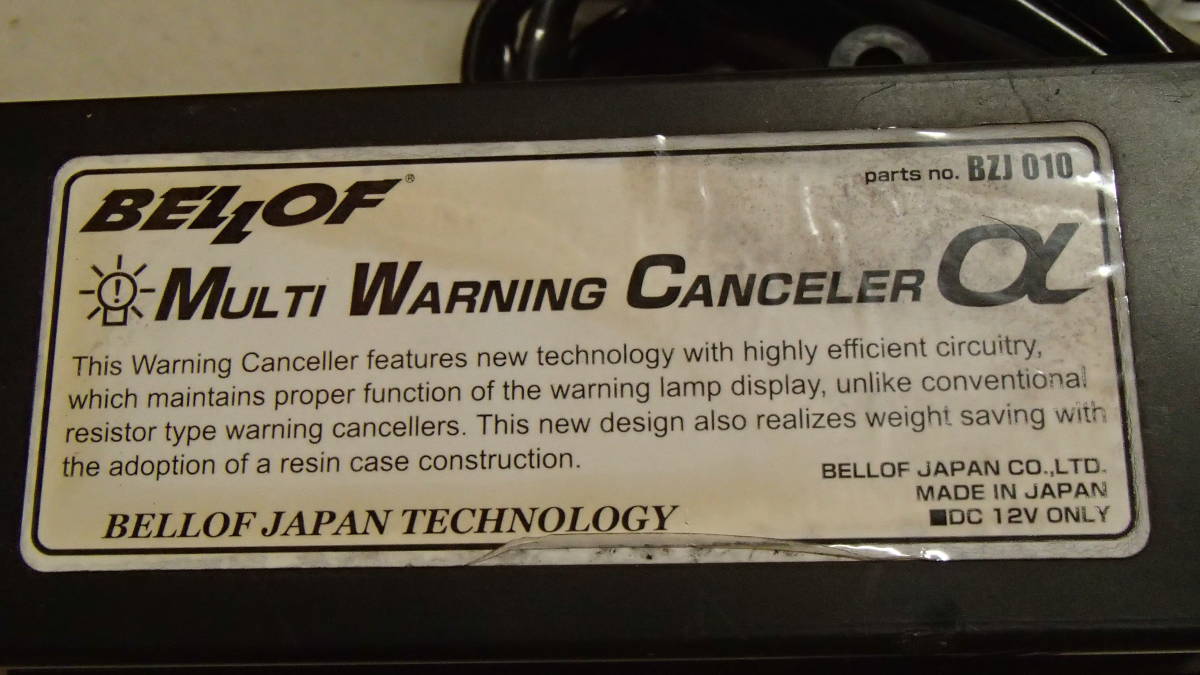 BELLOF®
parts no. BZJ 010
MULTI WARNING CANCELER α
This Warning Canceller features new technology with highly efficient circuitry,
which maintains proper function of the warning lamp display, unlike conventional
resistor type warning cancellers. This new design also realizes weight saving with
the adoption of a resin case construction.
BELLOF JAPAN CO.,LTD.
MADE IN JAPAN
■DC 12V ONLY
BELLOF JAPAN TECHNOLOGY